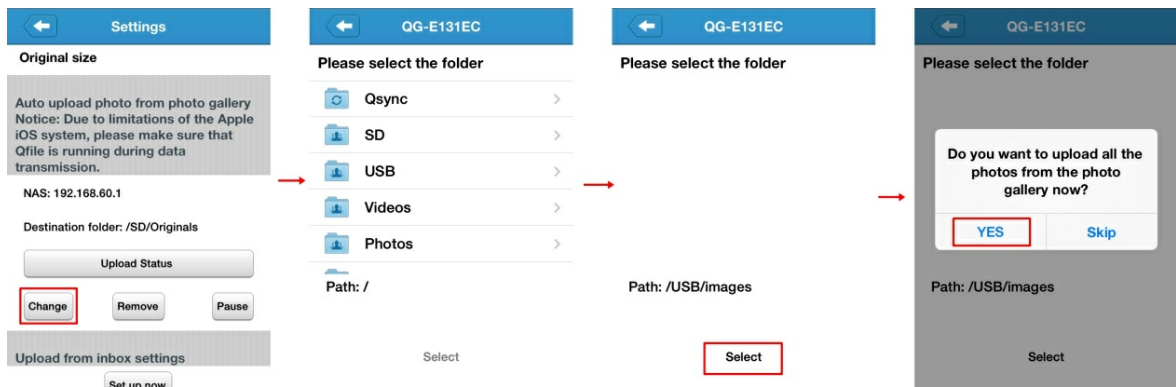 Settings
Original size
Auto upload photo from photo gallery
Notice: Due to limitations of the Apple
iOS system, please make sure that
Qfile is running during data
transmission.
NAS: 192.168.60.1
Destination folder: /SD/Originals
Upload Status
Change
Remove
Pause
Upload from inbox settings
Set up now
QG-E131EC
Please select the folder
Qsync
SD
USB
Videos
Photos
Path: /
Select
QG-E131EC
Please select the folder
Path: /USB/images
Select
QG-E131EC
Please select the folder
Do you want to upload all the
photos from the photo
gallery now?
YES
Skip
Path: /USB/images
Select